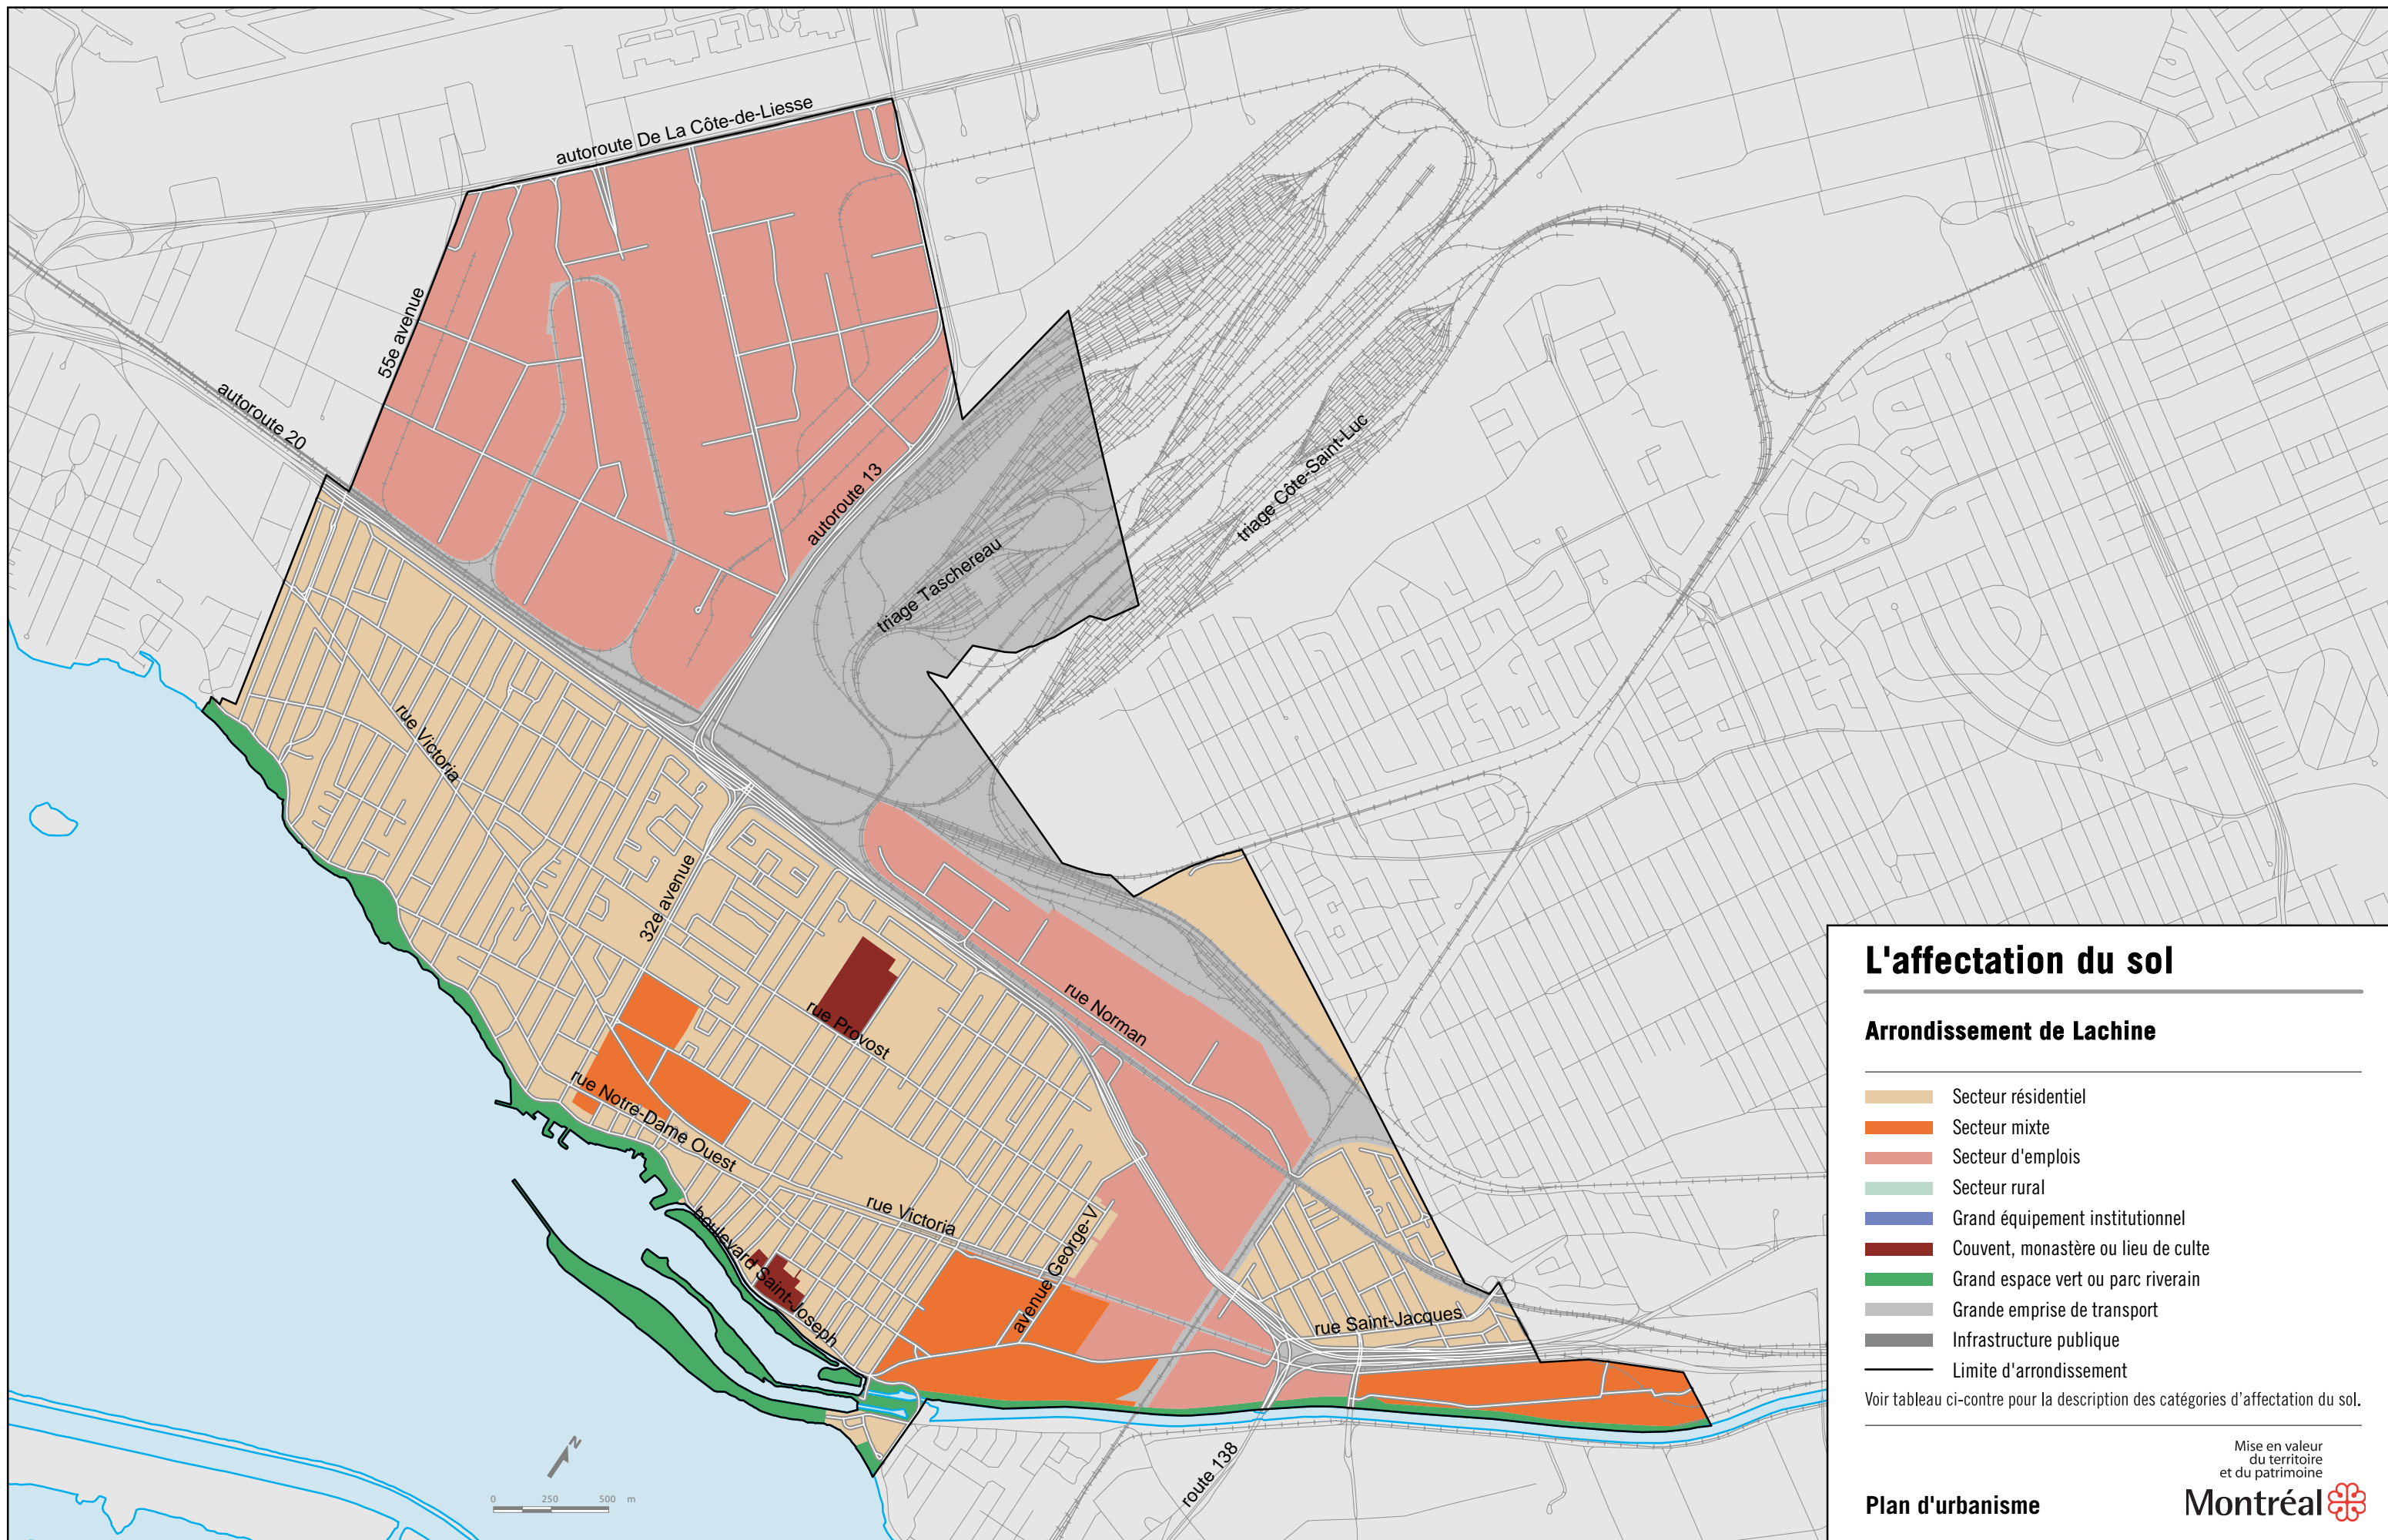 autoroute De La Côte-de-Liesse
55e avenue
autoroute 20
autoroute 13
triage Taschereau
triage Côte-Saint-Luc
rue Victoria
32e avenue
rue Provost
rue Norman
rue Notre-Dame Ouest
rue Victoria
boulevard Saint-Joseph
avenue George-V
rue Saint-Jacques
route 138
N
0 250 500 m
L'affectation du sol
Arrondissement de Lachine
Secteur résidentiel
Secteur mixte
Secteur d'emplois
Secteur rural
Grand équipement institutionnel
Couvent, monastère ou lieu de culte
Grand espace vert ou parc riverain
Grande emprise de transport
Infrastructure publique
Limite d'arrondissement
Voir tableau ci-contre pour la description des catégories d'affectation du sol.
Mise en valeur
du territoire
et du patrimoine
Plan d'urbanisme
Montréal